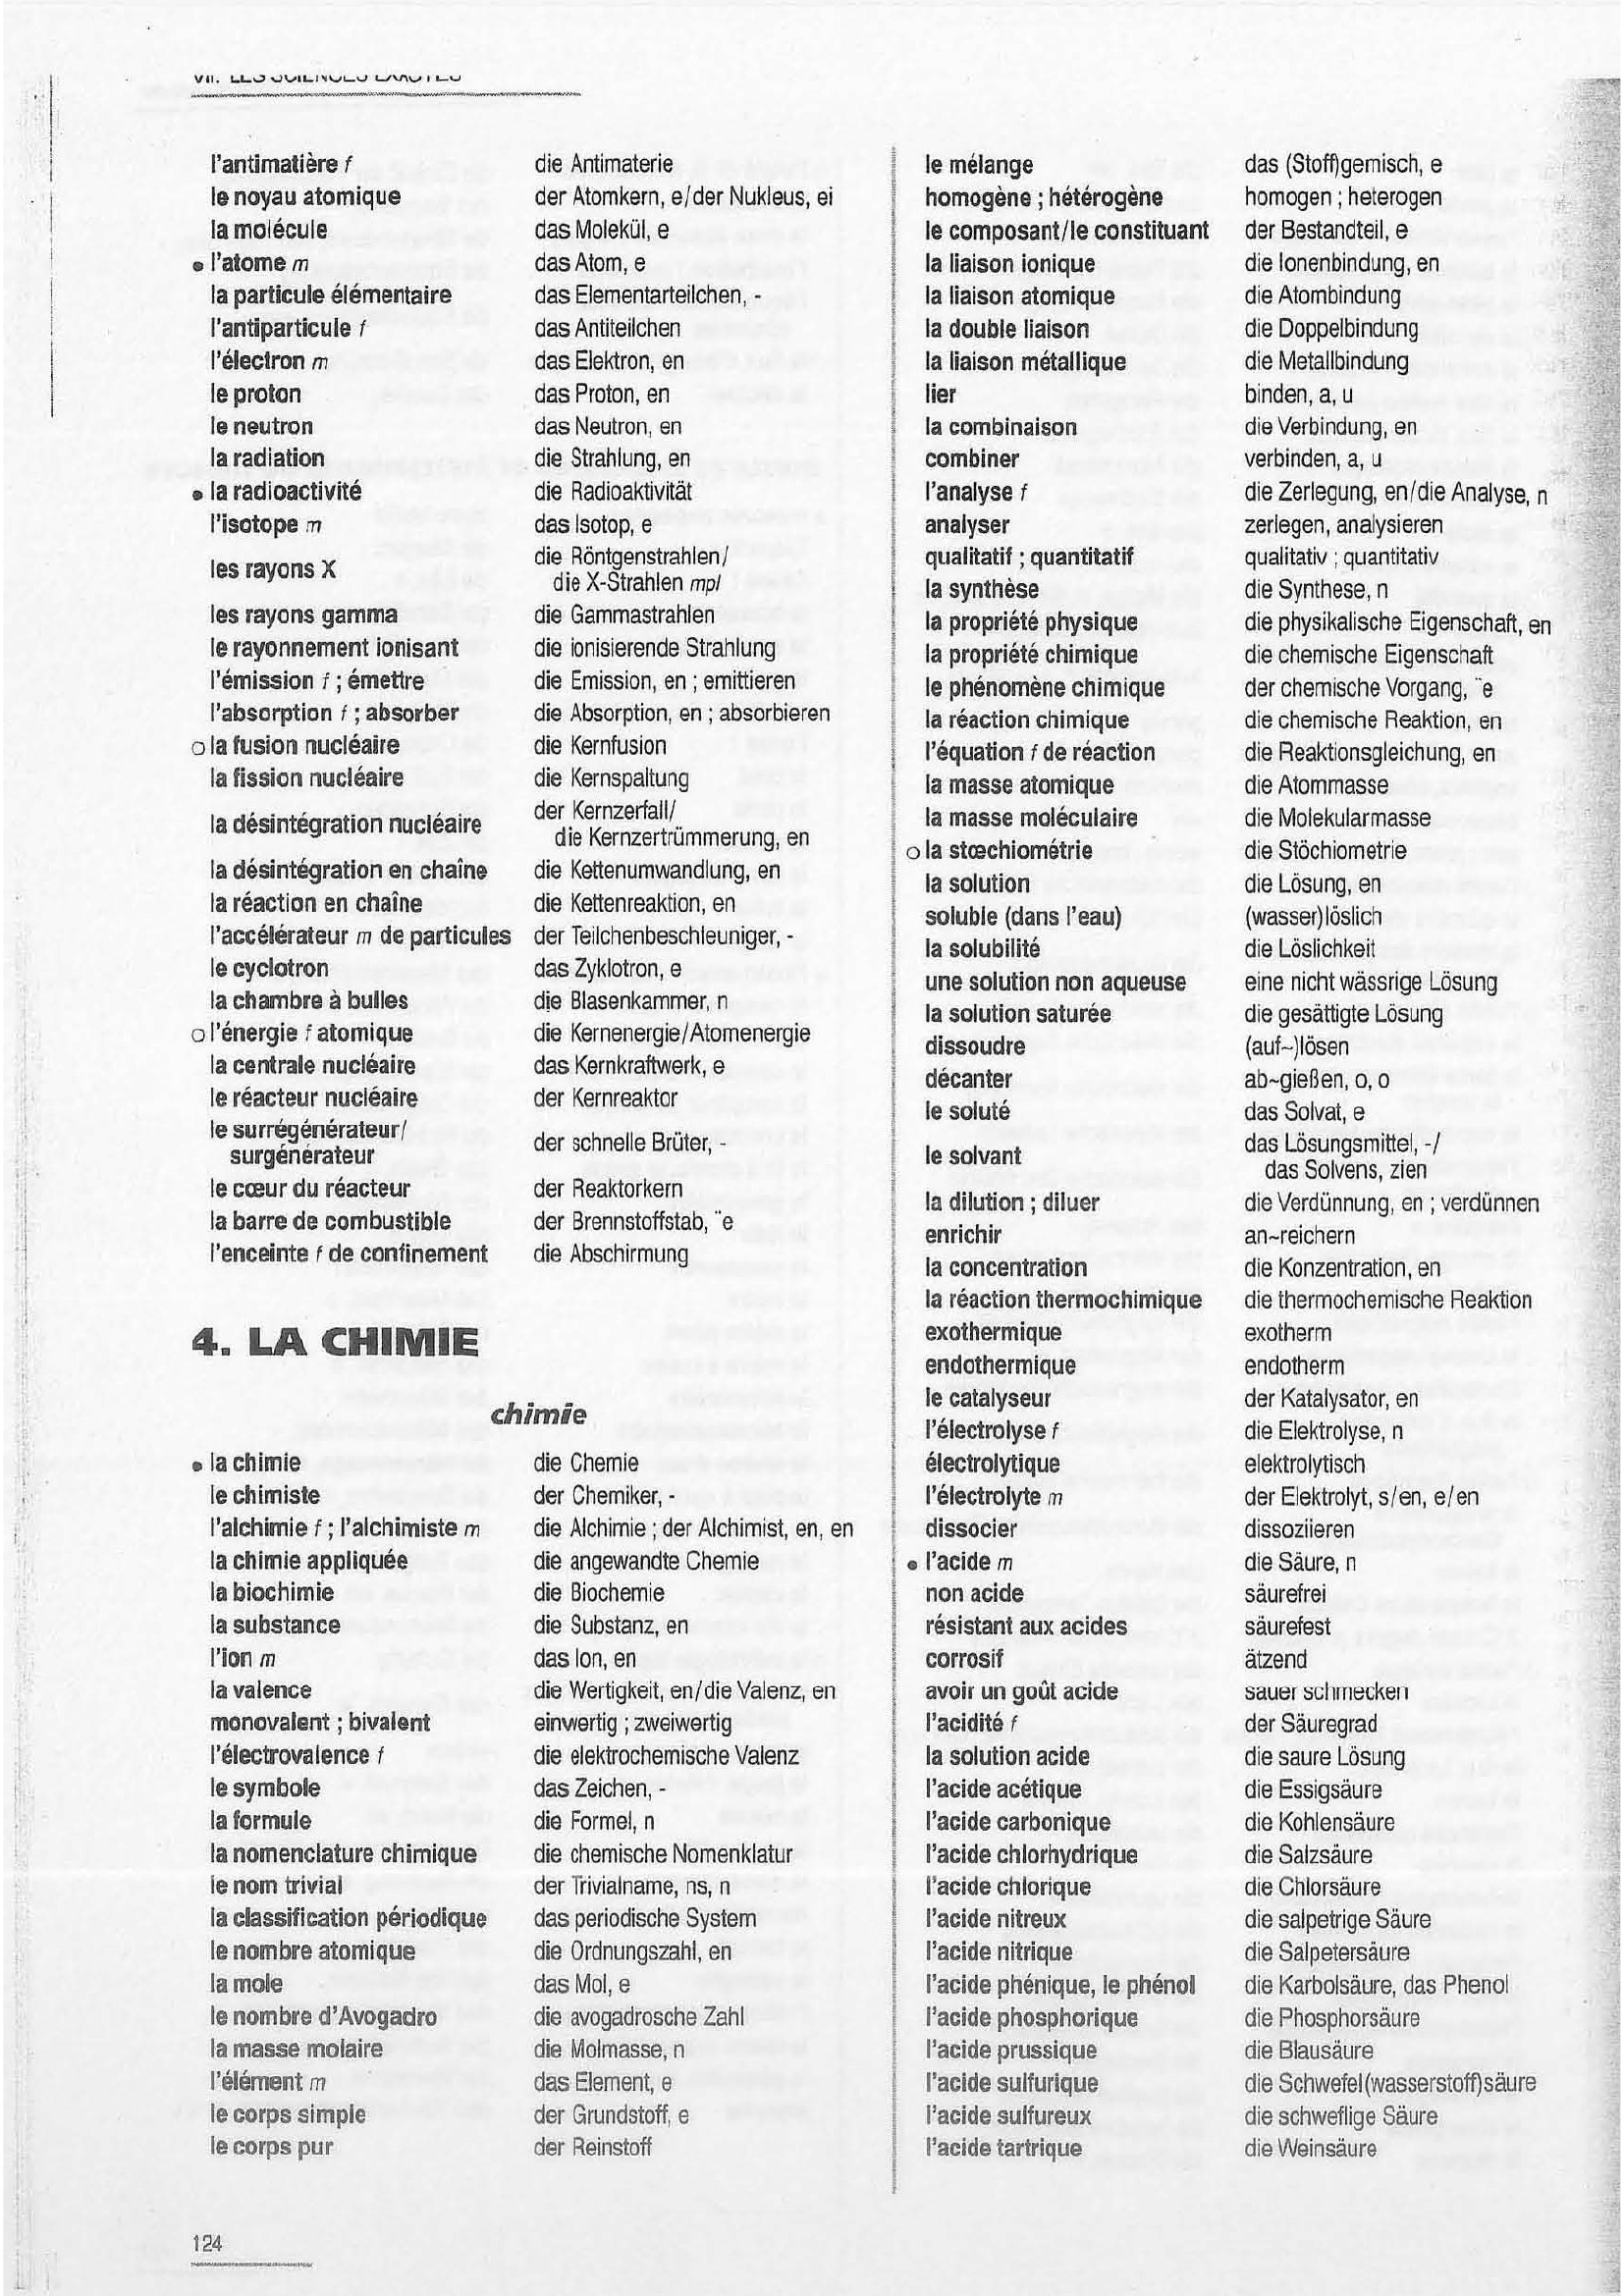 VII. LES SCIENCES EXACTES
l'antimatière f die Antimaterie
le noyau atomique der Atomkern, e/der Nukleus, ei
la molécule das Molekül, e
• l'atome m das Atom, e
la particule élémentaire das Elementarteilchen, -
l'antiparticule f das Antiteilchen
l'électron m das Elektron, en
le proton das Proton, en
le neutron das Neutron, en
la radiation die Strahlung, en
• la radioactivité die Radioaktivität
l'isotope m das Isotop, e
les rayons X die Röntgenstrahlen/
die X-Strahlen mpl
les rayons gamma die Gammastrahlen
le rayonnement ionisant die ionisierende Strahlung
l'émission f ; émettre die Emission, en ; emittieren
l'absorption f ; absorber die Absorption, en ; absorbieren
o la fusion nucléaire die Kernfusion
la fission nucléaire die Kernspaltung
la désintégration nucléaire der Kernzerfall/
die Kernzertrümmerung, en
la désintégration en chaîne die Kettenumwandlung, en
la réaction en chaîne die Kettenreaktion, en
l'accélérateur m de particules der Teilchenbeschleuniger, -
le cyclotron das Zyklotron, e
la chambre à bulles die Blasenkammer, n
o l'énergie f atomique die Kernenergie/Atomenergie
la centrale nucléaire das Kernkraftwerk, e
le réacteur nucléaire der Kernreaktor
le surrégénérateur/
surgénérateur der schnelle Brüter, -
le cœur du réacteur der Reaktorkern
la barre de combustible der Brennstoffstab, ¨e
l'enceinte f de confinement die Abschirmung
4. LA CHIMIE
chimie
• la chimie die Chemie
le chimiste der Chemiker, -
l'alchimie f ; l'alchimiste m die Alchimie ; der Alchimist, en, en
la chimie appliquée die angewandte Chemie
la biochimie die Biochemie
la substance die Substanz, en
l'ion m das Ion, en
la valence die Wertigkeit, en/die Valenz, en
monovalent ; bivalent einwertig ; zweiwertig
l'électrovalence f die elektrochemische Valenz
le symbole das Zeichen, -
la formule die Formel, n
la nomenclature chimique die chemische Nomenklatur
le nom trivial der Trivialname, ns, n
la classification périodique das periodische System
le nombre atomique die Ordnungszahl, en
la mole das Mol, e
le nombre d'Avogadro die avogadrosche Zahl
la masse molaire die Molmasse, n
l'élément m das Element, e
le corps simple der Grundstoff, e
le corps pur der Reinstoff
le mélange das (Stoff)gemisch, e
homogène ; hétérogène homogen ; heterogen
le composant/le constituant der Bestandteil, e
la liaison ionique die Ionenbindung, en
la liaison atomique die Atombindung
la double liaison die Doppelbindung
la liaison métallique die Metallbindung
lier binden, a, u
la combinaison die Verbindung, en
combiner verbinden, a, u
l'analyse f die Zerlegung, en/die Analyse, n
analyser zerlegen, analysieren
qualitatif ; quantitatif qualitativ ; quantitativ
la synthèse die Synthese, n
la propriété physique die physikalische Eigenschaft, en
la propriété chimique die chemische Eigenschaft
le phénomène chimique der chemische Vorgang, ¨e
la réaction chimique die chemische Reaktion, en
l'équation f de réaction die Reaktionsgleichung, en
la masse atomique die Atommasse
la masse moléculaire die Molekularmasse
o la stœchiométrie die Stöchiometrie
la solution die Lösung, en
soluble (dans l'eau) (wasser)löslich
la solubilité die Löslichkeit
une solution non aqueuse eine nicht wässrige Lösung
la solution saturée die gesättigte Lösung
dissoudre (auf~)lösen
décanter ab~gießen, o, o
le soluté das Solvat, e
le solvant das Lösungsmittel, -/
das Solvens, zien
la dilution ; diluer die Verdünnung, en ; verdünnen
enrichir an~reichern
la concentration die Konzentration, en
la réaction thermochimique die thermochemische Reaktion
exothermique exotherm
endothermique endotherm
le catalyseur der Katalysator, en
l'électrolyse f die Elektrolyse, n
électrolytique elektrolytisch
l'électrolyte m der Elektrolyt, s/en, e/en
dissocier dissoziieren
• l'acide m die Säure, n
non acide säurefrei
résistant aux acides säurefest
corrosif ätzend
avoir un goût acide sauer schmecken
l'acidité f der Säuregrad
la solution acide die saure Lösung
l'acide acétique die Essigsäure
l'acide carbonique die Kohlensäure
l'acide chlorhydrique die Salzsäure
l'acide chlorique die Chlorsäure
l'acide nitreux die salpetrige Säure
l'acide nitrique die Salpetersäure
l'acide phénique, le phénol die Karbolsäure, das Phenol
l'acide phosphorique die Phosphorsäure
l'acide prussique die Blausäure
l'acide sulfurique die Schwefel(wasserstoff)säure
l'acide sulfureux die schweflige Säure
l'acide tartrique die Weinsäure
124